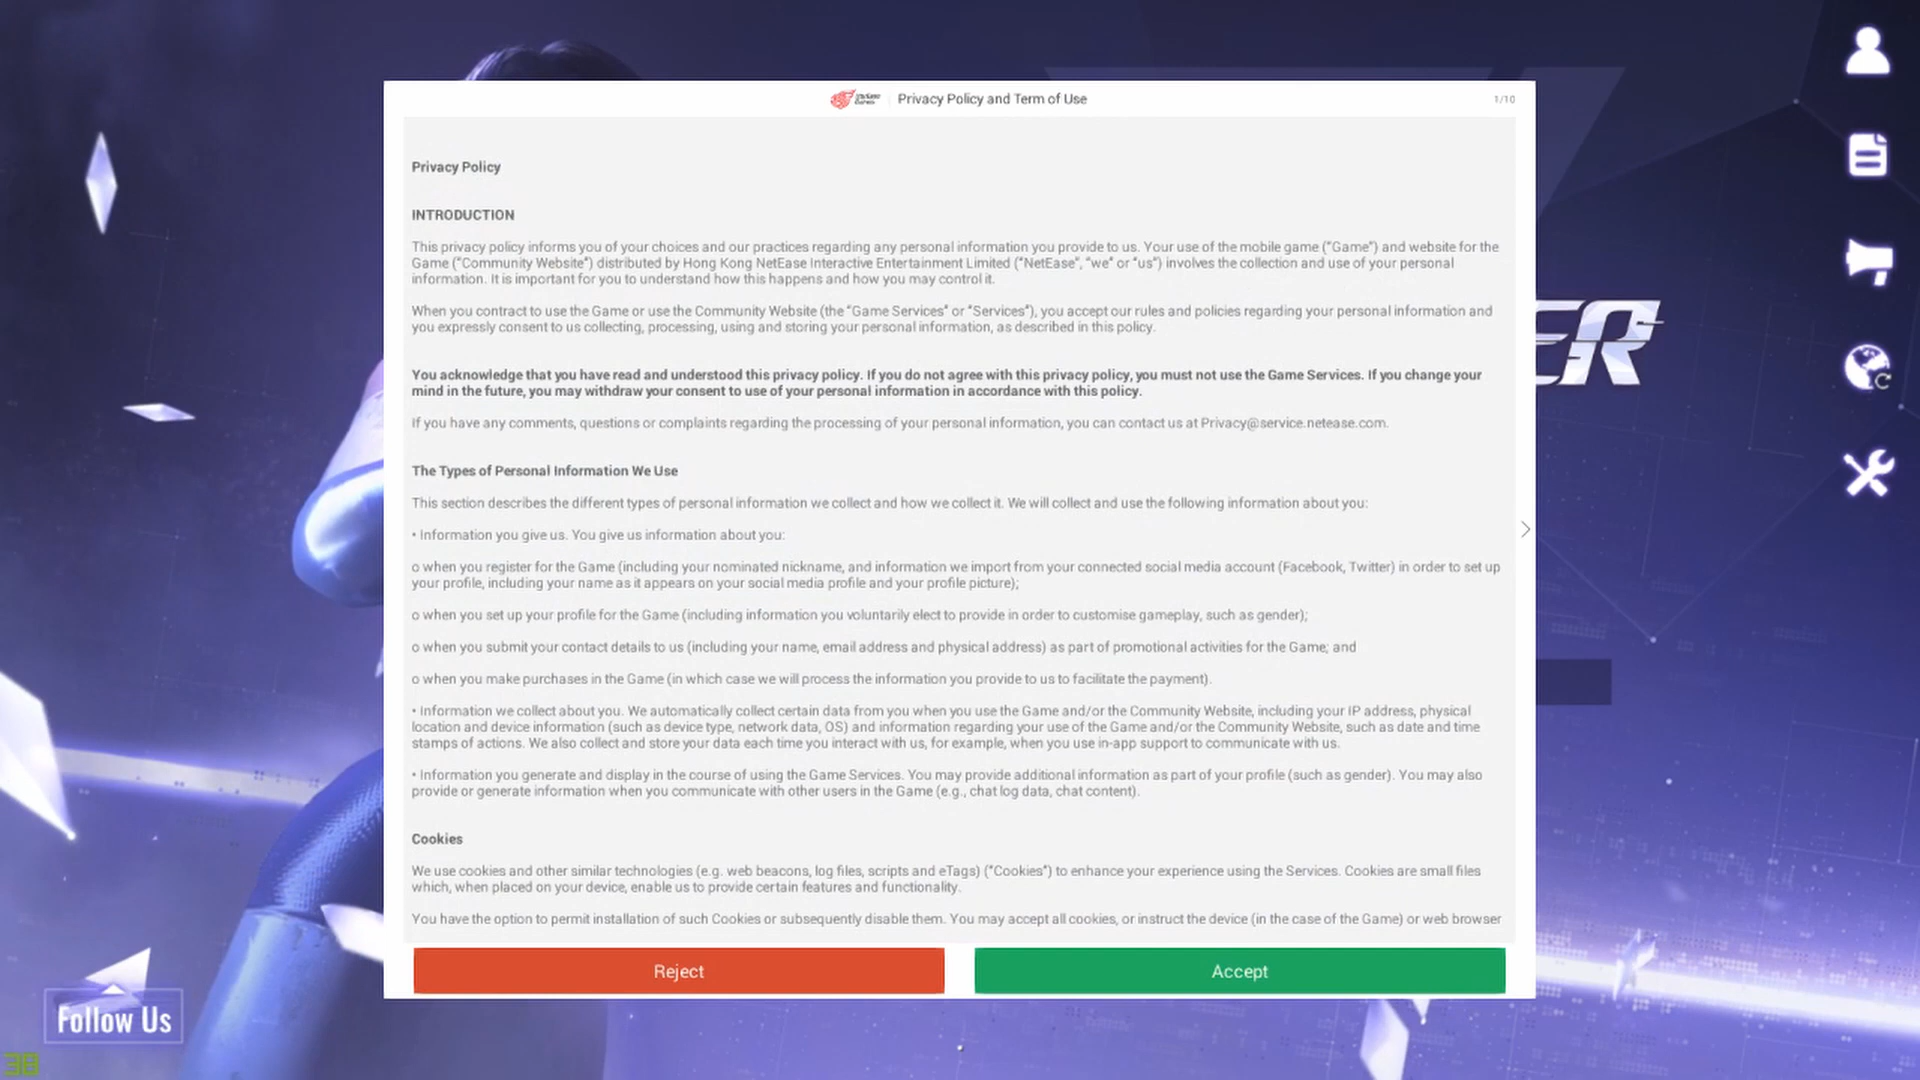 NetEase Games
Privacy Policy and Term of Use
1/10
Privacy Policy
INTRODUCTION
This privacy policy informs you of your choices and our practices regarding any personal information you provide to us. Your use of the mobile game ("Game") and website for the
Game ("Community Website") distributed by Hong Kong NetEase Interactive Entertainment Limited ("NetEase", "we" or "us") involves the collection and use of your personal
information. It is important for you to understand how this happens and how you may control it.
When you contract to use the Game or use the Community Website (the "Game Services" or "Services"), you accept our rules and policies regarding your personal information and
you expressly consent to us collecting, processing, using and storing your personal information, as described in this policy.
You acknowledge that you have read and understood this privacy policy. If you do not agree with this privacy policy, you must not use the Game Services. If you change your
mind in the future, you may withdraw your consent to use of your personal information in accordance with this policy.
If you have any comments, questions or complaints regarding the processing of your personal information, you can contact us at Privacy@service.netease.com.
The Types of Personal Information We Use
This section describes the different types of personal information we collect and how we collect it. We will collect and use the following information about you:
• Information you give us. You give us information about you:
o when you register for the Game (including your nominated nickname, and information we import from your connected social media account (Facebook, Twitter) in order to set up
your profile, including your name as it appears on your social media profile and your profile picture);
o when you set up your profile for the Game (including information you voluntarily elect to provide in order to customise gameplay, such as gender);
o when you submit your contact details to us (including your name, email address and physical address) as part of promotional activities for the Game; and
o when you make purchases in the Game (in which case we will process the information you provide to us to facilitate the payment).
• Information we collect about you. We automatically collect certain data from you when you use the Game and/or the Community Website, including your IP address, physical
location and device information (such as device type, network data, OS) and information regarding your use of the Game and/or the Community Website, such as date and time
stamps of actions. We also collect and store your data each time you interact with us, for example, when you use in-app support to communicate with us.
• Information you generate and display in the course of using the Game Services. You may provide additional information as part of your profile (such as gender). You may also
provide or generate information when you communicate with other users in the Game (e.g., chat log data, chat content).
Cookies
We use cookies and other similar technologies (e.g. web beacons, log files, scripts and eTags) ("Cookies") to enhance your experience using the Services. Cookies are small files
which, when placed on your device, enable us to provide certain features and functionality.
You have the option to permit installation of such Cookies or subsequently disable them. You may accept all cookies, or instruct the device (in the case of the Game) or web browser
Reject
Accept
ER
Follow Us
38